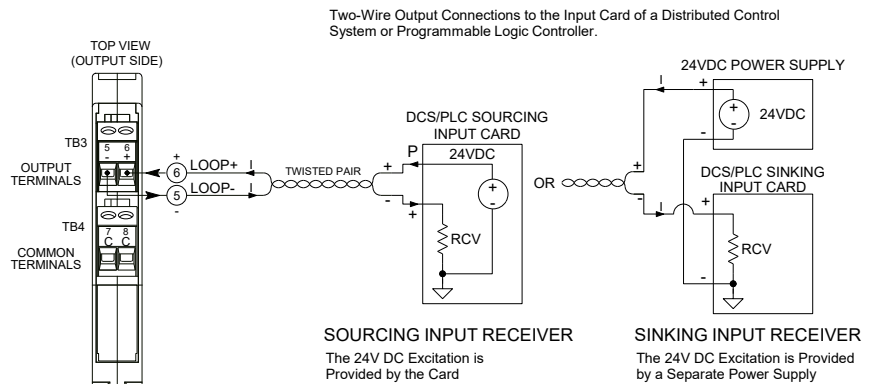 Two-Wire Output Connections to the Input Card of a Distributed Control
System or Programmable Logic Controller.
TOP VIEW
(OUTPUT SIDE)
TB3
5 6
- +
OUTPUT
TERMINALS
TB4
7 8
C C
COMMON
TERMINALS
+
6 LOOP+ I
5 LOOP- I
-
TWISTED PAIR
DCS/PLC SOURCING
INPUT CARD
P
24VDC
+
-
+
+
-
RCV
SOURCING INPUT RECEIVER
The 24V DC Excitation is
Provided by the Card
OR
24VDC POWER SUPPLY
I
+
+
-
24VDC
-
DCS/PLC SINKING
INPUT CARD
+
-
I
+
RCV
-
SINKING INPUT RECEIVER
The 24V DC Excitation is Provided
by a Separate Power Supply